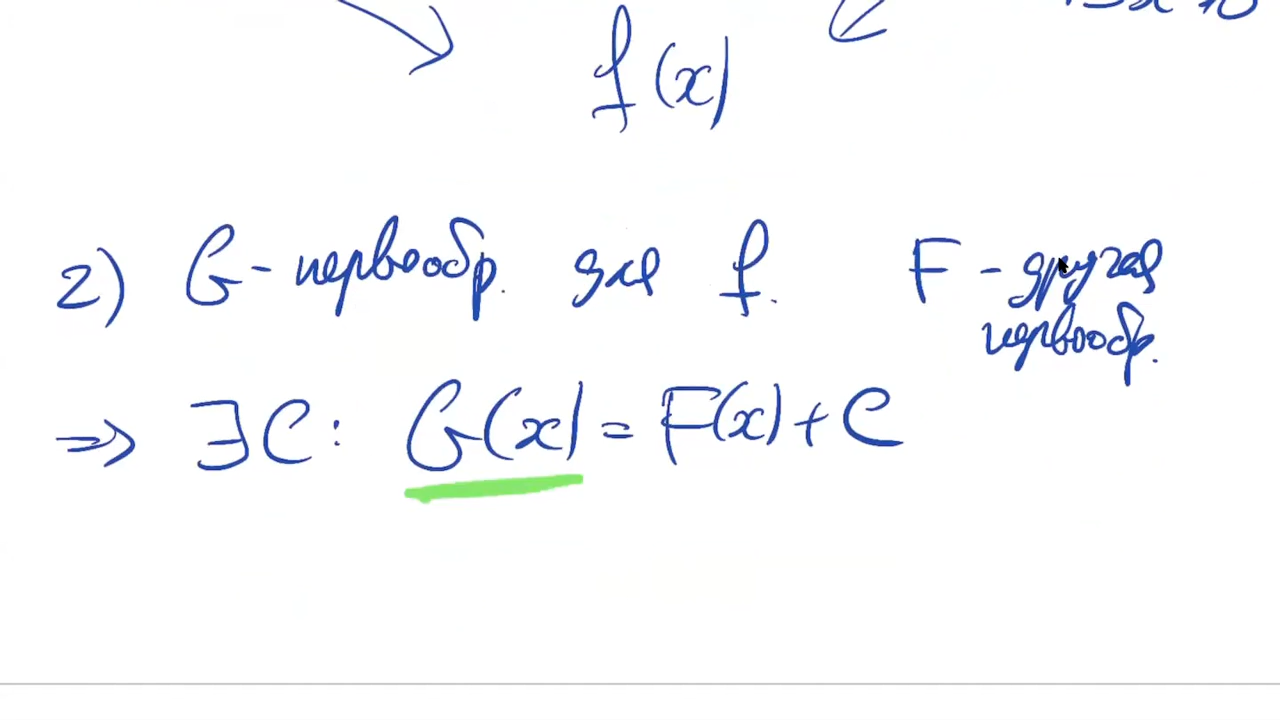 f(x)
2) G - первообр. для f. F - другая
первообр.
=> ∃ C: G(x) = F(x) + C